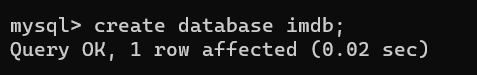 mysql> create database imdb;
Query OK, 1 row affected (0.02 sec)